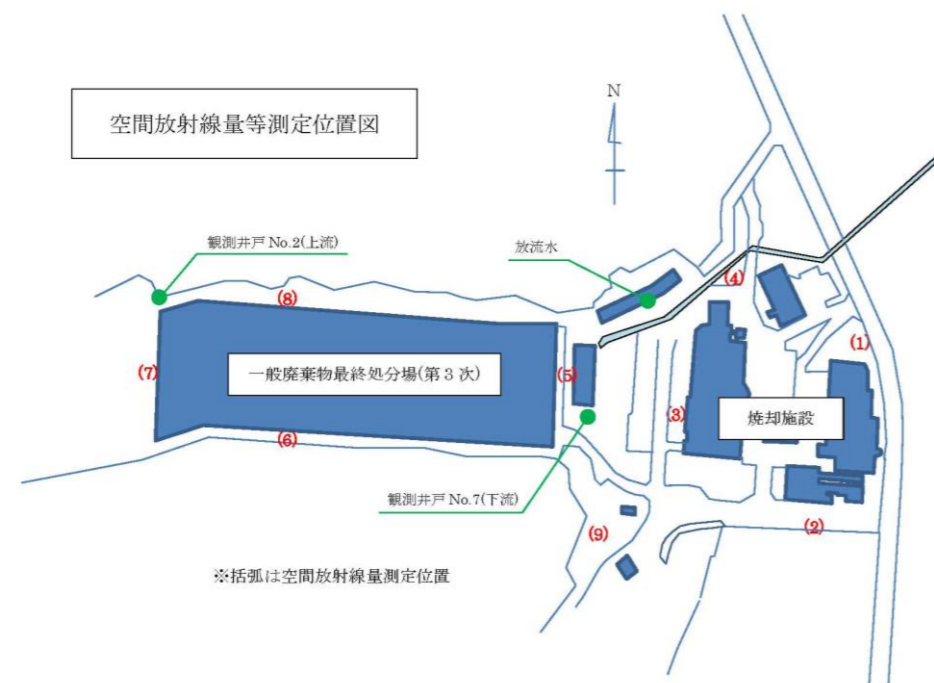 空間放射線量等測定位置図
N
観測井戸 No.2(上流)
放流水
(8)
(4)
(1)
(7)
一般廃棄物最終処分場(第3次)
(5)
(3)
焼却施設
(6)
観測井戸 No.7(下流)
(2)
(9)
※括弧は空間放射線量測定位置